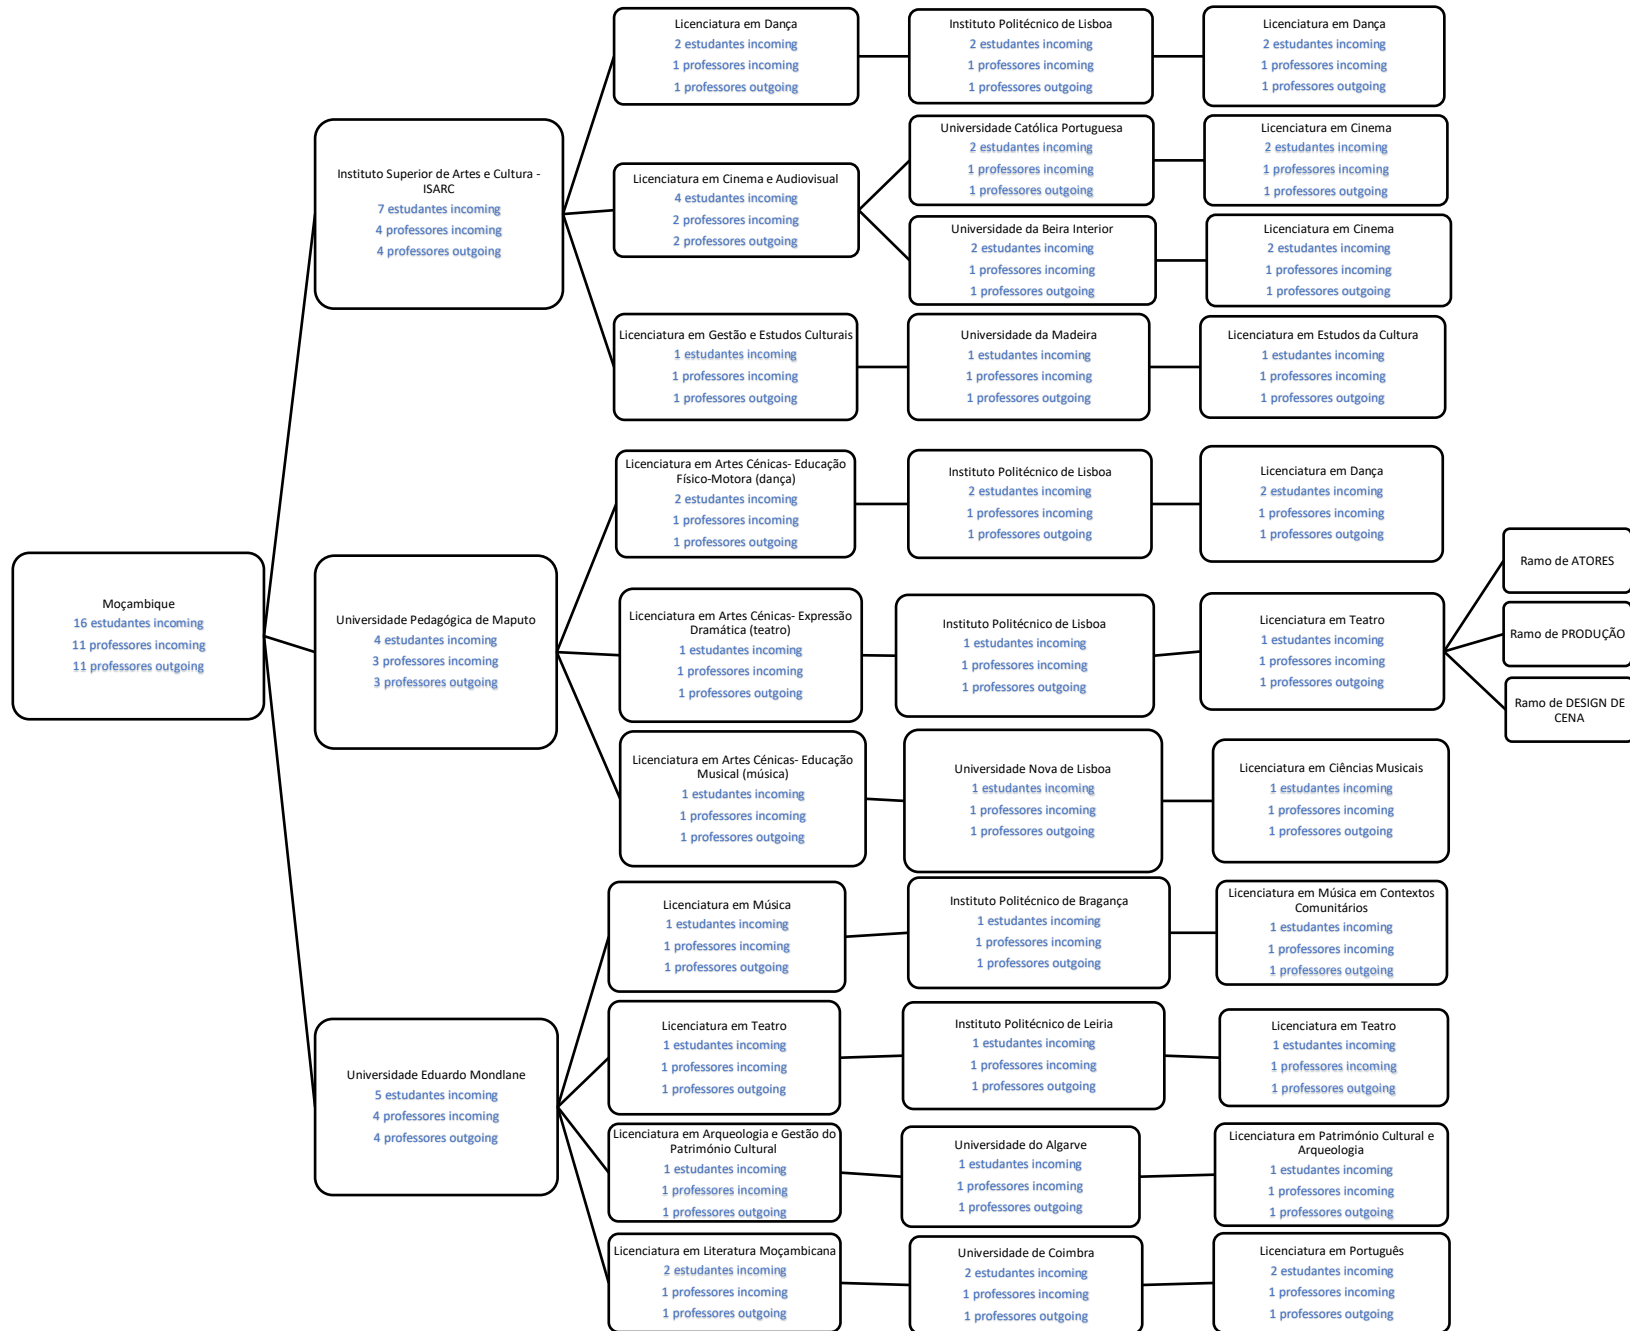 Moçambique
16 estudantes incoming
11 professores incoming
11 professores outgoing
Instituto Superior de Artes e Cultura -
ISARC
7 estudantes incoming
4 professores incoming
4 professores outgoing
Licenciatura em Dança
2 estudantes incoming
1 professores incoming
1 professores outgoing
Instituto Politécnico de Lisboa
2 estudantes incoming
1 professores incoming
1 professores outgoing
Licenciatura em Dança
2 estudantes incoming
1 professores incoming
1 professores outgoing
Licenciatura em Cinema e Audiovisual
4 estudantes incoming
2 professores incoming
2 professores outgoing
Universidade Católica Portuguesa
2 estudantes incoming
1 professores incoming
1 professores outgoing
Licenciatura em Cinema
2 estudantes incoming
1 professores incoming
1 professores outgoing
Universidade da Beira Interior
2 estudantes incoming
1 professores incoming
1 professores outgoing
Licenciatura em Cinema
2 estudantes incoming
1 professores incoming
1 professores outgoing
Licenciatura em Gestão e Estudos Culturais
1 estudantes incoming
1 professores incoming
1 professores outgoing
Universidade da Madeira
1 estudantes incoming
1 professores incoming
1 professores outgoing
Licenciatura em Estudos da Cultura
1 estudantes incoming
1 professores incoming
1 professores outgoing
Universidade Pedagógica de Maputo
4 estudantes incoming
3 professores incoming
3 professores outgoing
Licenciatura em Artes Cénicas- Educação
Físico-Motora (dança)
2 estudantes incoming
1 professores incoming
1 professores outgoing
Instituto Politécnico de Lisboa
2 estudantes incoming
1 professores incoming
1 professores outgoing
Licenciatura em Dança
2 estudantes incoming
1 professores incoming
1 professores outgoing
Licenciatura em Artes Cénicas- Expressão
Dramática (teatro)
1 estudantes incoming
1 professores incoming
1 professores outgoing
Instituto Politécnico de Lisboa
1 estudantes incoming
1 professores incoming
1 professores outgoing
Licenciatura em Teatro
1 estudantes incoming
1 professores incoming
1 professores outgoing
Ramo de ATORES
Ramo de PRODUÇÃO
Ramo de DESIGN DE
CENA
Licenciatura em Artes Cénicas- Educação
Musical (música)
1 estudantes incoming
1 professores incoming
1 professores outgoing
Universidade Nova de Lisboa
1 estudantes incoming
1 professores incoming
1 professores outgoing
Licenciatura em Ciências Musicais
1 estudantes incoming
1 professores incoming
1 professores outgoing
Universidade Eduardo Mondlane
5 estudantes incoming
4 professores incoming
4 professores outgoing
Licenciatura em Música
1 estudantes incoming
1 professores incoming
1 professores outgoing
Instituto Politécnico de Bragança
1 estudantes incoming
1 professores incoming
1 professores outgoing
Licenciatura em Música em Contextos
Comunitários
1 estudantes incoming
1 professores incoming
1 professores outgoing
Licenciatura em Teatro
1 estudantes incoming
1 professores incoming
1 professores outgoing
Instituto Politécnico de Leiria
1 estudantes incoming
1 professores incoming
1 professores outgoing
Licenciatura em Teatro
1 estudantes incoming
1 professores incoming
1 professores outgoing
Licenciatura em Arqueologia e Gestão do
Património Cultural
1 estudantes incoming
1 professores incoming
1 professores outgoing
Universidade do Algarve
1 estudantes incoming
1 professores incoming
1 professores outgoing
Licenciatura em Património Cultural e
Arqueologia
1 estudantes incoming
1 professores incoming
1 professores outgoing
Licenciatura em Literatura Moçambicana
2 estudantes incoming
1 professores incoming
1 professores outgoing
Universidade de Coimbra
2 estudantes incoming
1 professores incoming
1 professores outgoing
Licenciatura em Português
2 estudantes incoming
1 professores incoming
1 professores outgoing